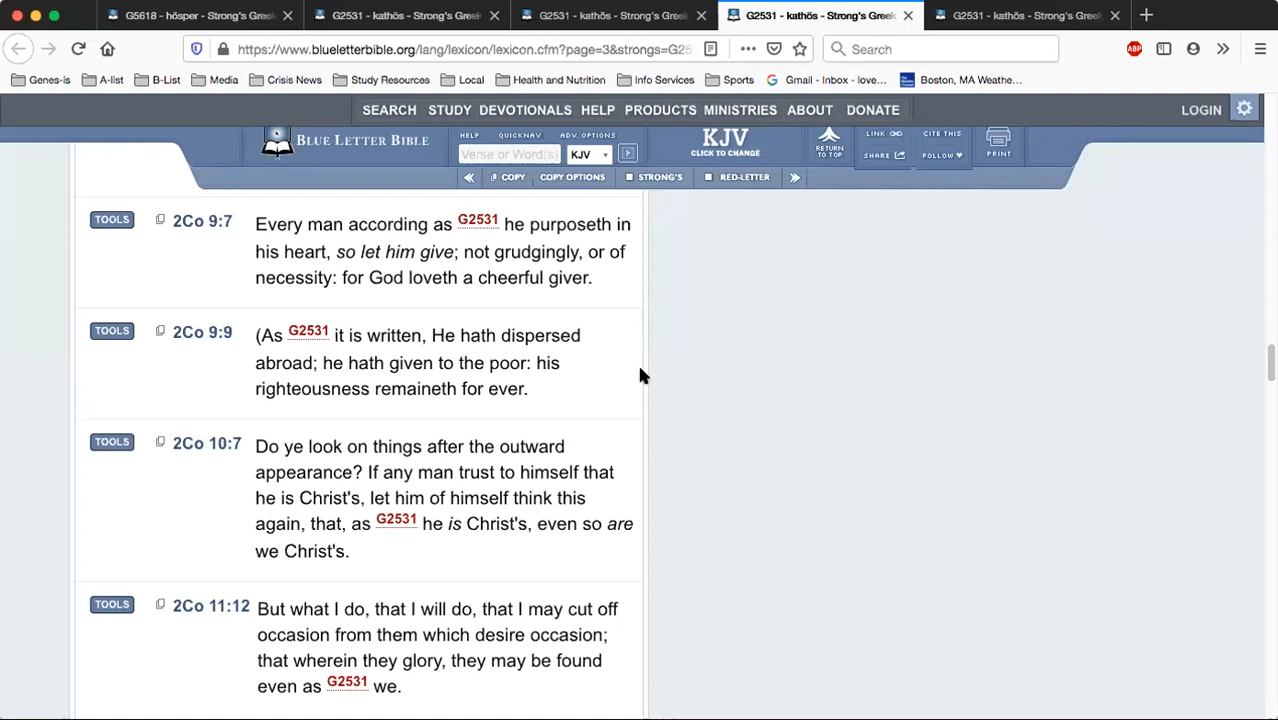 G5618 - hōsper - Strong's Greek
G2531 - kathōs - Strong's Greek
G2531 - kathōs - Strong's Greek
G2531 - kathōs - Strong's Greek
G2531 - kathōs - Strong's Greek
https://www.blueletterbible.org/lang/lexicon/lexicon.cfm?page=3&strongs=G25
Search
ABP
Genes-is A-list B-List Media Crisis News Study Resources Local Health and Nutrition Info Services Sports Gmail - Inbox - love... Boston, MA Weathe...
SEARCH STUDY DEVOTIONALS HELP PRODUCTS MINISTRIES ABOUT DONATE LOGIN
BLUE LETTER BIBLE
HELP QUICKNAV ADV. OPTIONS
Verse or Word(s) KJV
KJV
CLICK TO CHANGE
RETURN
TO TOP
LINK
SHARE
CITE THIS
FOLLOW
PRINT
COPY COPY OPTIONS STRONG'S RED-LETTER
TOOLS 2Co 9:7 Every man according as G2531 he purposeth in
his heart, so let him give; not grudgingly, or of
necessity: for God loveth a cheerful giver.
TOOLS 2Co 9:9 (As G2531 it is written, He hath dispersed
abroad; he hath given to the poor: his
righteousness remaineth for ever.
TOOLS 2Co 10:7 Do ye look on things after the outward
appearance? If any man trust to himself that
he is Christ's, let him of himself think this
again, that, as G2531 he is Christ's, even so are
we Christ's.
TOOLS 2Co 11:12 But what I do, that I will do, that I may cut off
occasion from them which desire occasion;
that wherein they glory, they may be found
even as G2531 we.